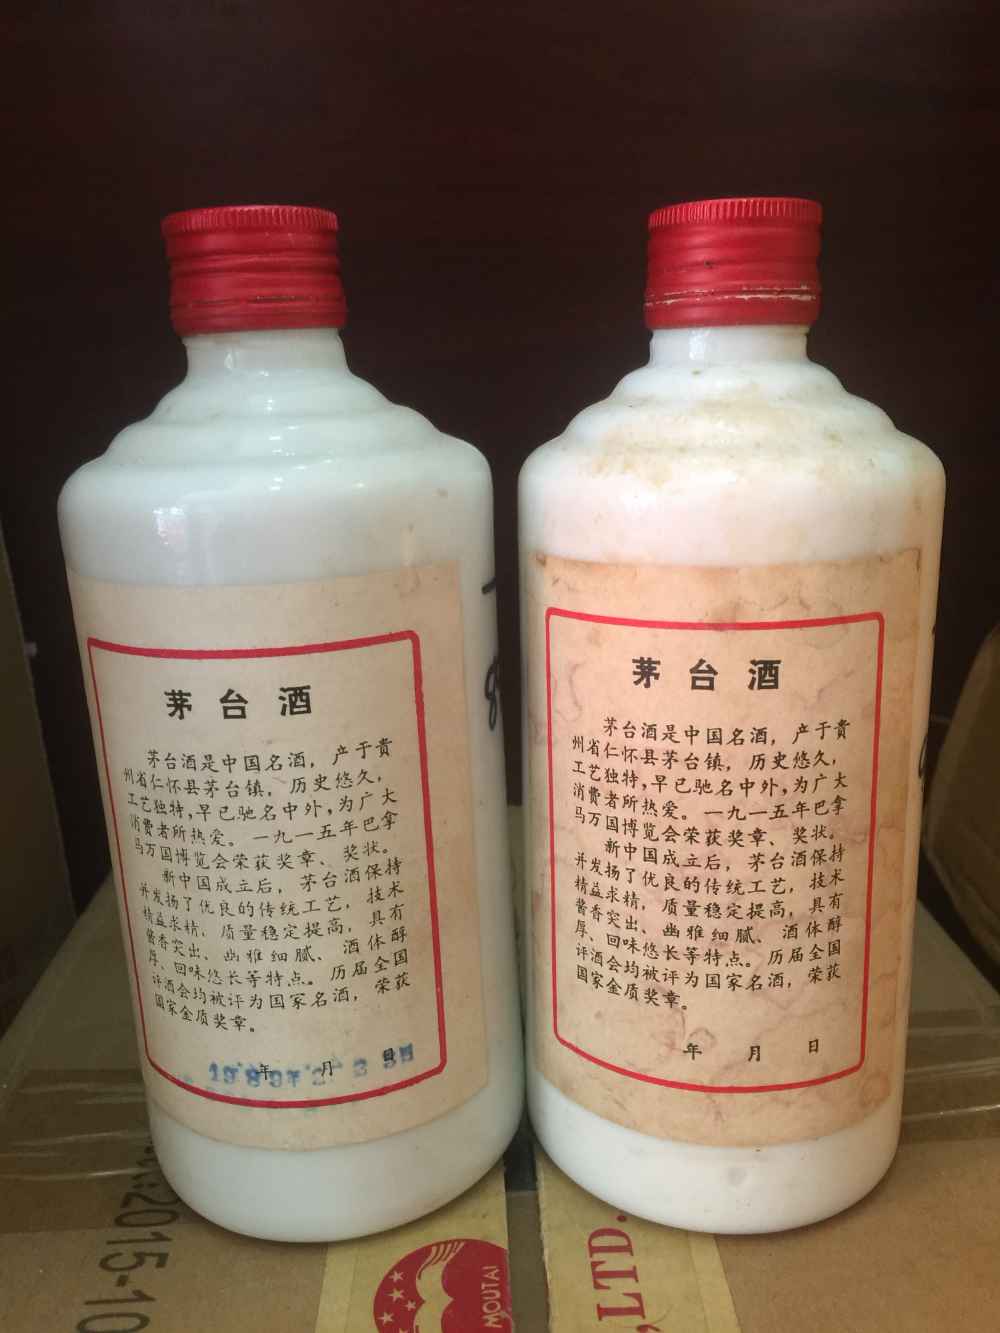 茅台酒
茅台酒是中国名酒，产于贵
州省仁怀县茅台镇，历史悠久，
工艺独特，早已驰名中外，为广大
消费者所热爱。一九一五年巴拿
马万国博览会荣获奖章、奖状。
新中国成立后，茅台酒保持
并发扬了优良的传统工艺，技术
精益求精，质量稳定提高，具有
酱香突出、幽雅细腻、酒体醇
厚、回味悠长等特点。历届全国
评酒会均被评为国家名酒，荣获
国家金质奖章。
年 月 日
茅台酒
茅台酒是中国名酒，产于贵
州省仁怀县茅台镇，历史悠久，
工艺独特，早已驰名中外，为广大
消费者所热爱。一九一五年巴拿
马万国博览会荣获奖章、奖状。
新中国成立后，茅台酒保持
并发扬了优良的传统工艺，技术
精益求精，质量稳定提高，具有
酱香突出、幽雅细腻、酒体醇
厚、回味悠长等特点。历届全国
评酒会均被评为国家名酒，荣获
国家金质奖章。
年 月 日
:2015-10
MOUTAI
,LTD.